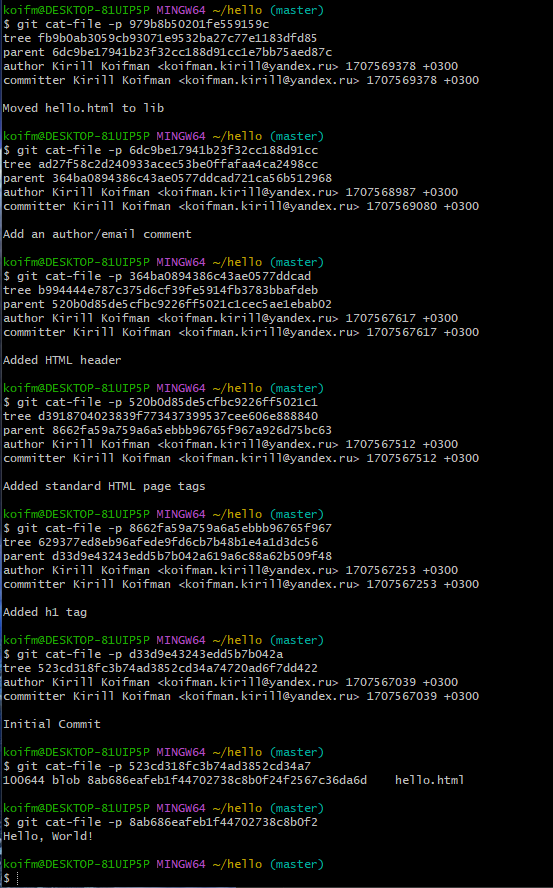 koifm@DESKTOP-81UIP5P MINGW64 ~/hello (master)
$ git cat-file -p 979b8b50201fe559159c
tree fb9b0ab3059cb93071e9532ba27c77e1183dfd85
parent 6dc9be17941b23f32cc188d91cc1e7bb75aed87c
author Kirill Koifman <koifman.kirill@yandex.ru> 1707569378 +0300
committer Kirill Koifman <koifman.kirill@yandex.ru> 1707569378 +0300

Moved hello.html to lib

koifm@DESKTOP-81UIP5P MINGW64 ~/hello (master)
$ git cat-file -p 6dc9be17941b23f32cc188d91cc
tree ad27f58c2d240933acec53be0ffafaa4ca2498cc
parent 364ba0894386c43ae0577ddcad721ca56b512968
author Kirill Koifman <koifman.kirill@yandex.ru> 1707568987 +0300
committer Kirill Koifman <koifman.kirill@yandex.ru> 1707569080 +0300

Add an author/email comment

koifm@DESKTOP-81UIP5P MINGW64 ~/hello (master)
$ git cat-file -p 364ba0894386c43ae0577ddcad
tree b994444e787c375d6cf39fe5914fb3783bbafdeb
parent 520b0d85de5cfbc9226ff5021c1cec5ae1ebab02
author Kirill Koifman <koifman.kirill@yandex.ru> 1707567617 +0300
committer Kirill Koifman <koifman.kirill@yandex.ru> 1707567617 +0300

Added HTML header

koifm@DESKTOP-81UIP5P MINGW64 ~/hello (master)
$ git cat-file -p 520b0d85de5cfbc9226ff5021c1
tree d3918704023839f773437399537cee606e888840
parent 8662fa59a759a6a5ebbb96765f967a926d75bc63
author Kirill Koifman <koifman.kirill@yandex.ru> 1707567512 +0300
committer Kirill Koifman <koifman.kirill@yandex.ru> 1707567512 +0300

Added standard HTML page tags

koifm@DESKTOP-81UIP5P MINGW64 ~/hello (master)
$ git cat-file -p 8662fa59a759a6a5ebbb96765f967
tree 629377ed8eb96afede9fd6cb7b48b1e4a1d3dc56
parent d33d9e43243edd5b7b042a619a6c88a62b509f48
author Kirill Koifman <koifman.kirill@yandex.ru> 1707567253 +0300
committer Kirill Koifman <koifman.kirill@yandex.ru> 1707567253 +0300

Added h1 tag

koifm@DESKTOP-81UIP5P MINGW64 ~/hello (master)
$ git cat-file -p d33d9e43243edd5b7b042a
tree 523cd318fc3b74ad3852cd34a74720ad6f7dd422
author Kirill Koifman <koifman.kirill@yandex.ru> 1707567039 +0300
committer Kirill Koifman <koifman.kirill@yandex.ru> 1707567039 +0300

Initial Commit

koifm@DESKTOP-81UIP5P MINGW64 ~/hello (master)
$ git cat-file -p 523cd318fc3b74ad3852cd34a7
100644 blob 8ab686eafeb1f44702738c8b0f24f2567c36da6d    hello.html

koifm@DESKTOP-81UIP5P MINGW64 ~/hello (master)
$ git cat-file -p 8ab686eafeb1f44702738c8b0f2
Hello, World!

koifm@DESKTOP-81UIP5P MINGW64 ~/hello (master)
$